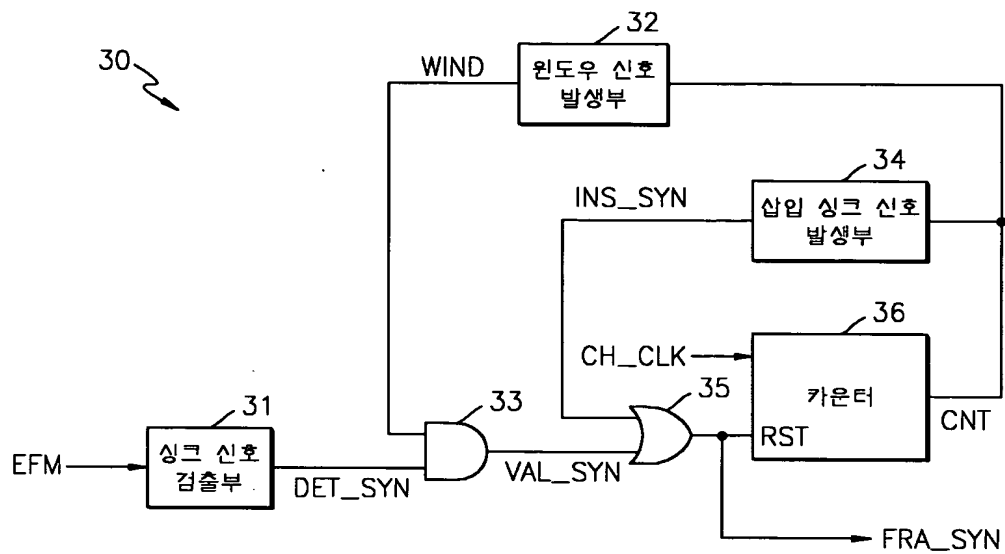 32
30
WIND
윈도우 신호
발생부
34
INS_SYN
삽입 싱크 신호
발생부
36
CH_CLK
35
카운터
33
31
RST
CNT
EFM
싱크 신호
검출부
DET_SYN
VAL_SYN
FRA_SYN